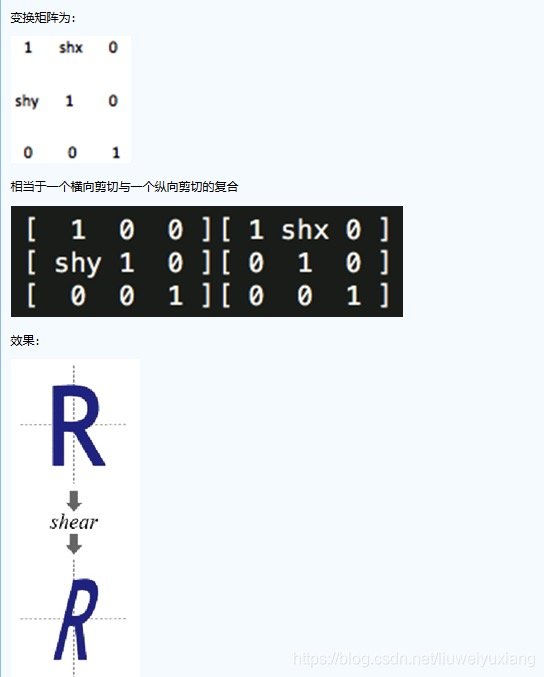 变换矩阵为:
1 shx 0
shy 1 0
0 0 1
相当于一个横向剪切与一个纵向剪切的复合
[ 1 0 0 ][ 1 shx 0 ]
[ shy 1 0 ][ 0 1 0 ]
[ 0 0 1 ][ 0 0 1 ]
效果:
R
shear
R
https://blog.csdn.net/liuweiyuxiang